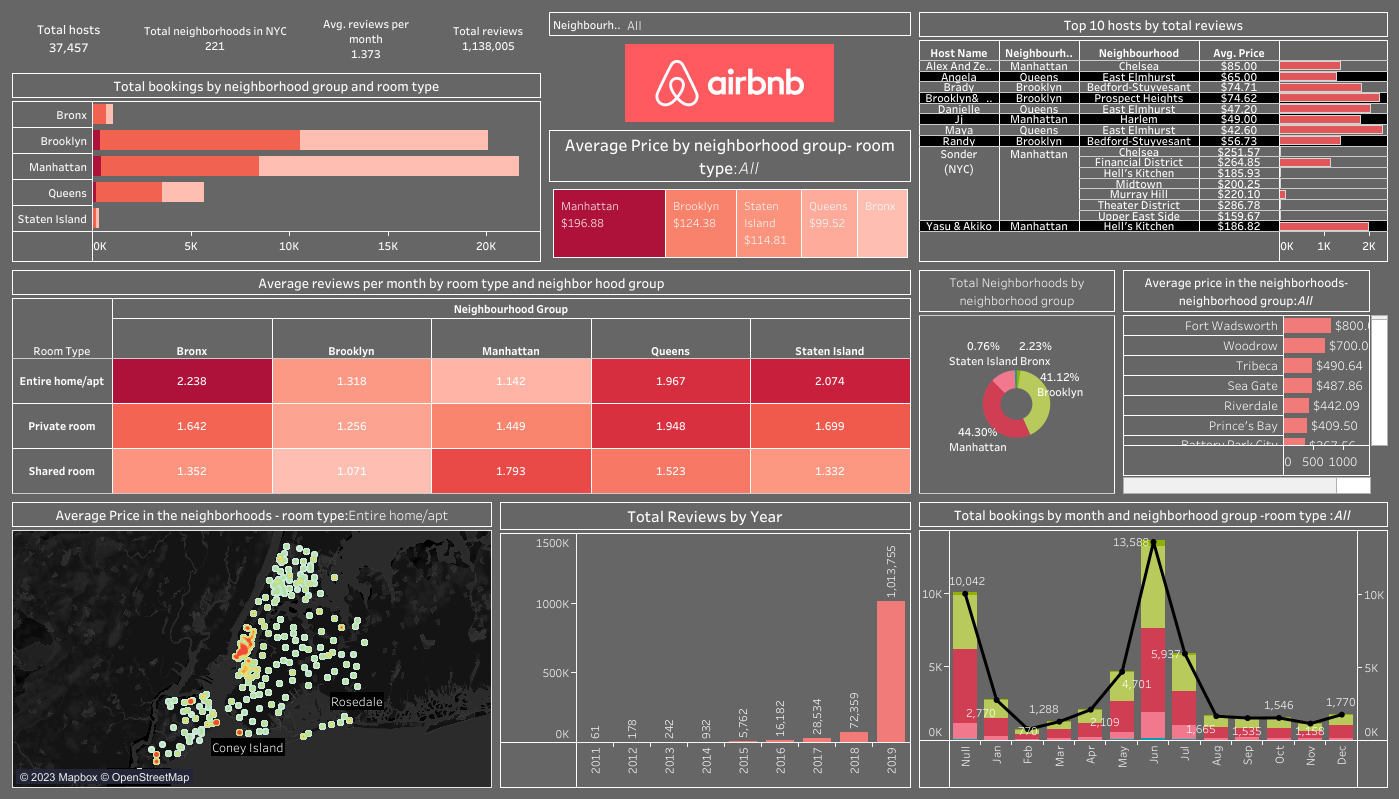 Total hosts
37,457
Total neighborhoods in NYC
221
Avg. reviews per
month
1.373
Total reviews
1,138,005
Total bookings by neighborhood group and room type
Bronx
Brooklyn
Manhattan
Queens
Staten Island
0K 5K 10K 15K 20K
Neighbourh.. All
airbnb
Average Price by neighborhood group- room
type:All
Manhattan
$196.88
Brooklyn
$124.38
Staten
Island
$114.81
Queens
$99.52
Bronx
Top 10 hosts by total reviews
Host Name Neighbourh.. Neighbourhood Avg. Price
Alex And Ze.. Manhattan Chelsea $85.00
Angela Queens East Elmhurst $65.00
Brady Brooklyn Bedford-Stuyvesant $74.71
Brooklyn& .. Brooklyn Prospect Heights $74.62
Danielle Queens East Elmhurst $47.20
Jj Manhattan Harlem $49.00
Maya Queens East Elmhurst $42.60
Randy Brooklyn Bedford-Stuyvesant $56.73
Sonder
(NYC)
Manhattan
Chelsea $251.57
Financial District $264.85
Hell's Kitchen $185.93
Midtown $200.25
Murray Hill $220.10
Theater District $286.78
Upper East Side $159.67
Yasu & Akiko Manhattan Hell's Kitchen $186.82
0K 1K 2K
Average reviews per month by room type and neighbor hood group
Neighbourhood Group
Room Type Bronx Brooklyn Manhattan Queens Staten Island
Entire home/apt 2.238 1.318 1.142 1.967 2.074
Private room 1.642 1.256 1.449 1.948 1.699
Shared room 1.352 1.071 1.793 1.523 1.332
Total Neighborhoods by
neighborhood group
0.76%
Staten Island
2.23%
Bronx
41.12%
Brooklyn
44.30%
Manhattan
Average price in the neighborhoods-
neighborhood group:All
Fort Wadsworth $800.
Woodrow $700.0
Tribeca $490.64
Sea Gate $487.86
Riverdale $442.09
Prince's Bay $409.50
Battery Park City $367.56
0 500 1000
Average Price in the neighborhoods - room type:Entire home/apt
Rosedale
Coney Island
© 2023 Mapbox © OpenStreetMap
Total Reviews by Year
1500K
1000K
500K
0K
61
178
242
932
5,762
16,182
28,534
72,359
1,013,755
2011 2012 2013 2014 2015 2016 2017 2018 2019
Total bookings by month and neighborhood group -room type :All
10K
5K
0K
10,042
2,770
770
1,288
2,109
4,701
13,588
5,937
1,665
1,535
1,546
1,158
1,770
10K
5K
0K
Null Jan Feb Mar Apr May Jun Jul Aug Sep Oct Nov Dec